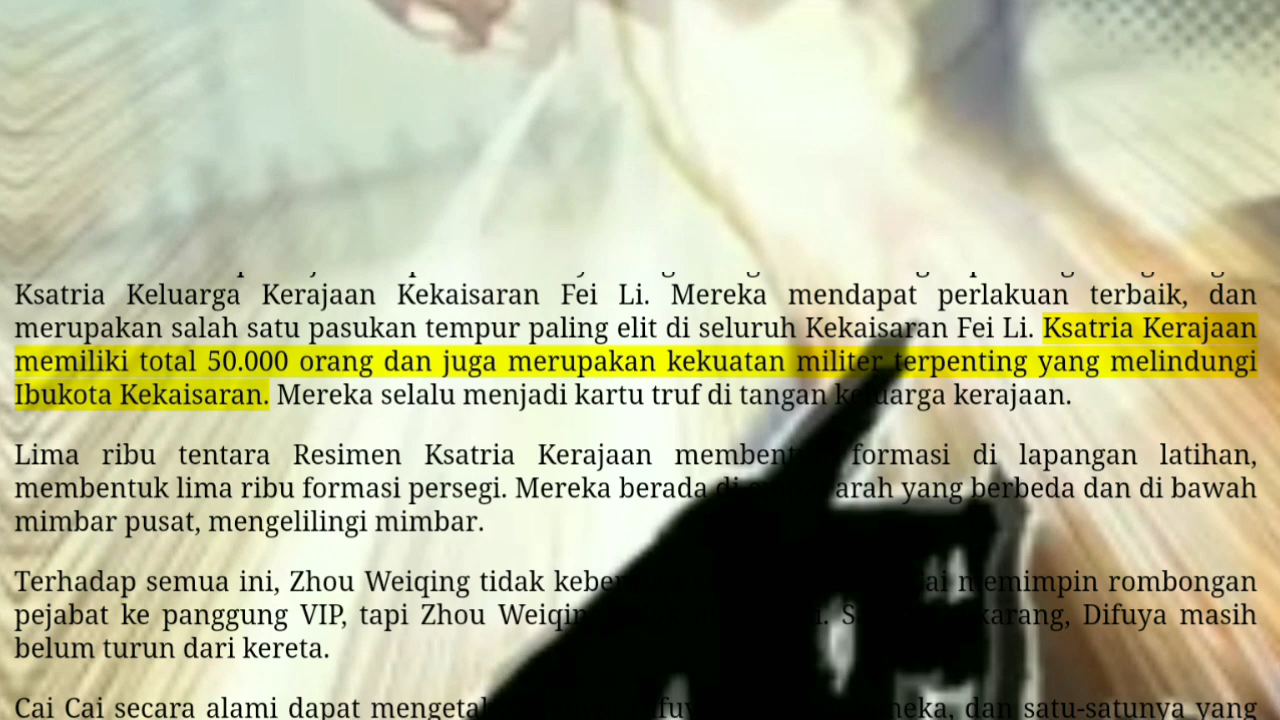 Ksatria Keluarga Kerajaan Kekaisaran Fei Li. Mereka mendapat perlakuan terbaik, dan
merupakan salah satu pasukan tempur paling elit di seluruh Kekaisaran Fei Li. Ksatria Kerajaan
memiliki total 50.000 orang dan juga merupakan kekuatan militer terpenting yang melindungi
Ibukota Kekaisaran. Mereka selalu menjadi kartu truf di tangan keluarga kerajaan.
Lima ribu tentara Resimen Ksatria Kerajaan membentuk formasi di lapangan latihan,
membentuk lima ribu formasi persegi. Mereka berada di arah yang berbeda dan di bawah
mimbar pusat, mengelilingi mimbar.
Terhadap semua ini, Zhou Weiqing tidak memimpin rombongan
pejabat ke panggung VIP, tapi Zhou Weiqing Difuya masih
belum turun dari kereta.
Cai Cai secara alami dapat dan satu-satunya yang